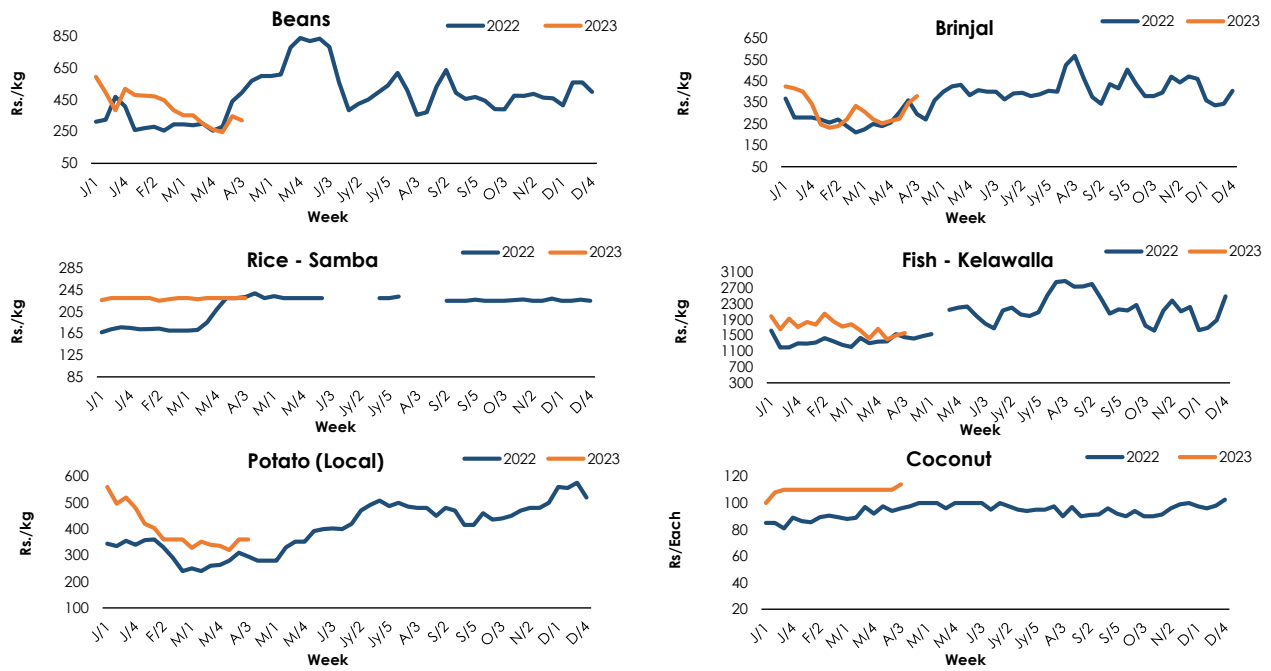 Beans
2022
2023
Rs./kg
850
650
450
250
50
J/1
J/4
F/2
M/1
M/4
A/3
M/1
M/4
J/3
Jy/2
Jy/5
A/3
S/2
S/5
O/3
N/2
D/1
D/4
Week
Brinjal
2022
2023
Rs./kg
650
550
450
350
250
150
50
J/1
J/4
F/2
M/1
M/4
A/3
M/1
M/4
J/3
Jy/2
Jy/5
A/3
S/2
S/5
O/3
N/2
D/1
D/4
Week
Rice - Samba
2022
2023
Rs./kg
285
245
205
165
125
85
J/1
J/4
F/2
M/1
M/4
A/3
M/1
M/4
J/3
Jy/2
Jy/5
A/3
S/2
S/5
O/3
N/2
D/1
D/4
Week
Fish - Kelawalla
2022
2023
Rs./kg
3100
2700
2300
1900
1500
1100
700
300
J/1
J/4
F/2
M/1
M/4
A/3
M/1
M/4
J/3
Jy/2
Jy/5
A/3
S/2
S/5
O/3
N/2
D/1
D/4
Week
Potato (Local)
2022
2023
Rs./kg
600
500
400
300
200
100
J/1
J/4
F/2
M/1
M/4
A/3
M/1
M/4
J/3
Jy/2
Jy/5
A/3
S/2
S/5
O/3
N/2
D/1
D/4
Week
Coconut
2022
2023
Rs/Each
120
100
80
60
40
20
J/1
J/4
F/2
M/1
M/4
A/3
M/1
M/4
J/3
Jy/2
Jy/5
A/3
S/2
S/5
O/3
N/2
D/1
D/4
Week